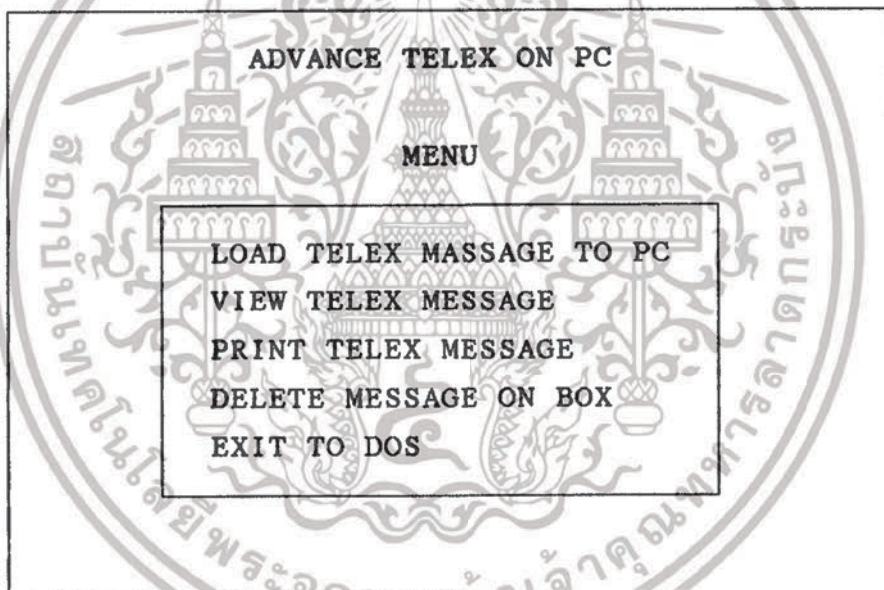 ADVANCE TELEX ON PC
MENU
LOAD TELEX MASSAGE TO PC
VIEW TELEX MESSAGE
PRINT TELEX MESSAGE
DELETE MESSAGE ON BOX
EXIT TO DOS